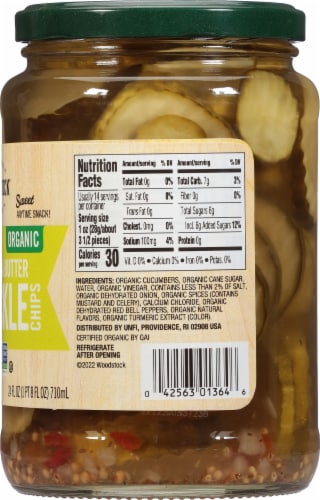 Sweet
ANYTIME SNACK!
ORGANIC
BUTTER
KLE
CHIPS
24 FL OZ (1 PT 8 FL OZ) 710mL
Nutrition
Facts
Usually 14 servings
per container
Serving size
1 oz (28g/about
3 1/2 pieces)
Calories
per serving
30
Amount/serving % DV
Total Fat 0g 0%
Sat. Fat 0g 0%
Trans Fat 0g
Cholest. 0mg 0%
Sodium 100mg 4%
Amount/serving % DV
Total Carb. 7g 3%
Fiber 0g 0%
Total Sugars 6g
Incl. 6g Added Sugars 12%
Protein 0g
Vit. D 0% • Calcium 0% • Iron 0% • Potas. 0%
INGREDIENTS: ORGANIC CUCUMBERS, ORGANIC CANE SUGAR,
WATER, ORGANIC VINEGAR, CONTAINS LESS THAN 2% OF SALT,
ORGANIC DEHYDRATED ONION, ORGANIC SPICES (CONTAINS
MUSTARD AND CELERY), CALCIUM CHLORIDE, ORGANIC
DEHYDRATED RED BELL PEPPERS, ORGANIC NATURAL
FLAVORS, ORGANIC TURMERIC EXTRACT (COLOR).
DISTRIBUTED BY UNFI, PROVIDENCE, RI 02908 USA
CERTIFIED ORGANIC BY QAI
REFRIGERATE
AFTER OPENING
©2022 Woodstock
0 42563 01364 6